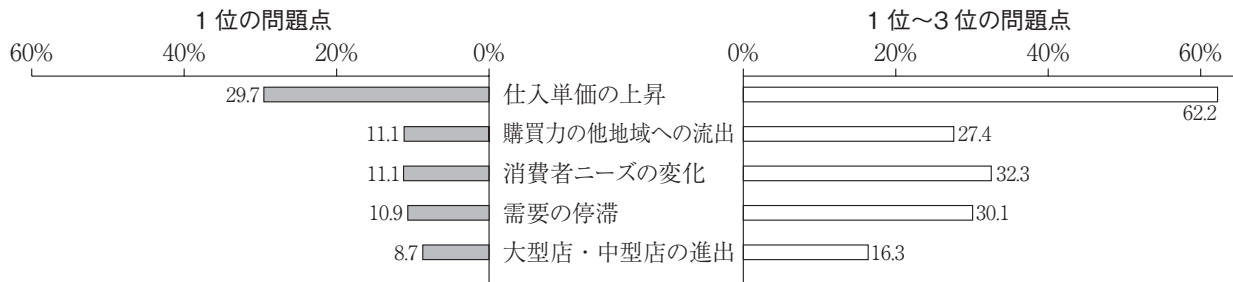 1位の問題点
1位～3位の問題点
60% 40% 20% 0%
0% 20% 40% 60%
29.7 仕入単価の上昇 62.2
11.1 購買力の他地域への流出 27.4
11.1 消費者ニーズの変化 32.3
10.9 需要の停滞 30.1
8.7 大型店・中型店の進出 16.3